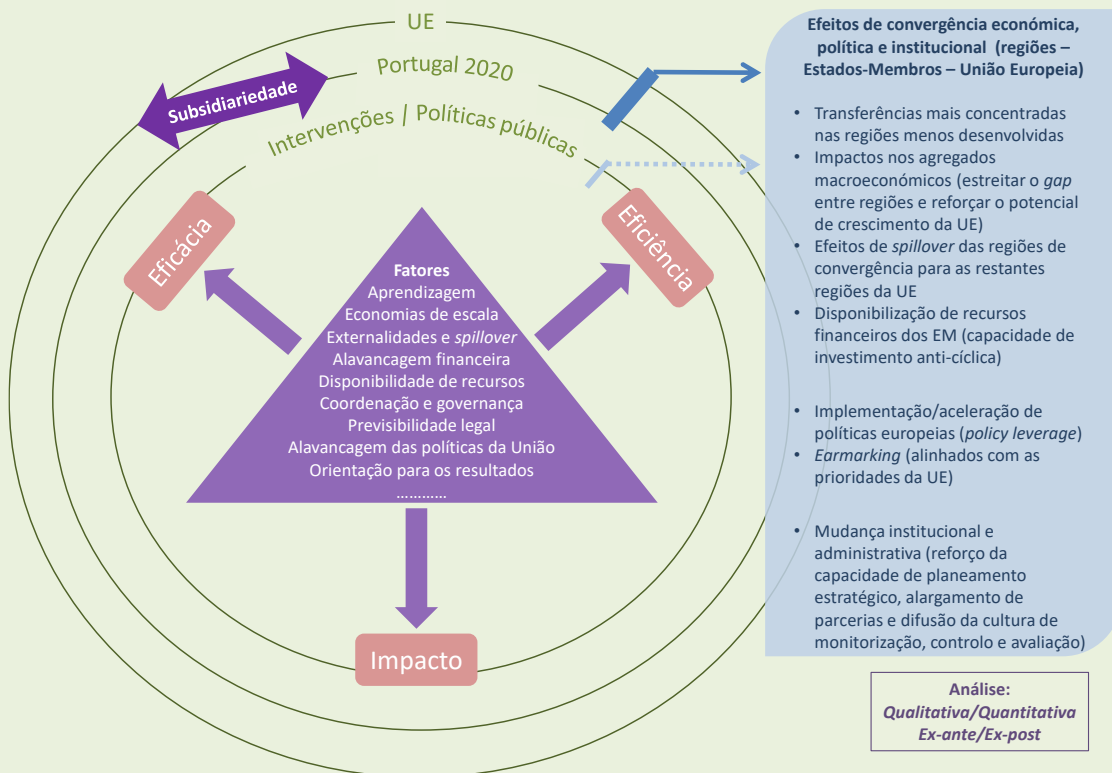 UE
Portugal 2020
Intervenções | Políticas públicas
Subsidiariedade
Eficácia
Eficiência
Fatores
Aprendizagem
Economias de escala
Externalidades e spillover
Alavancagem financeira
Disponibilidade de recursos
Coordenação e governança
Previsibilidade legal
Alavancagem das políticas da União
Orientação para os resultados
…………
Impacto
Efeitos de convergência económica,
política e institucional (regiões –
Estados-Membros – União Europeia)
• Transferências mais concentradas
nas regiões menos desenvolvidas
• Impactos nos agregados
macroeconómicos (estreitar o gap
entre regiões e reforçar o potencial
de crescimento da UE)
• Efeitos de spillover das regiões de
convergência para as restantes
regiões da UE
• Disponibilização de recursos
financeiros dos EM (capacidade de
investimento anti-cíclica)
• Implementação/aceleração de
políticas europeias (policy leverage)
• Earmarking (alinhados com as
prioridades da UE)
• Mudança institucional e
administrativa (reforço da
capacidade de planeamento
estratégico, alargamento de
parcerias e difusão da cultura de
monitorização, controlo e avaliação)
Análise:
Qualitativa/Quantitativa
Ex-ante/Ex-post